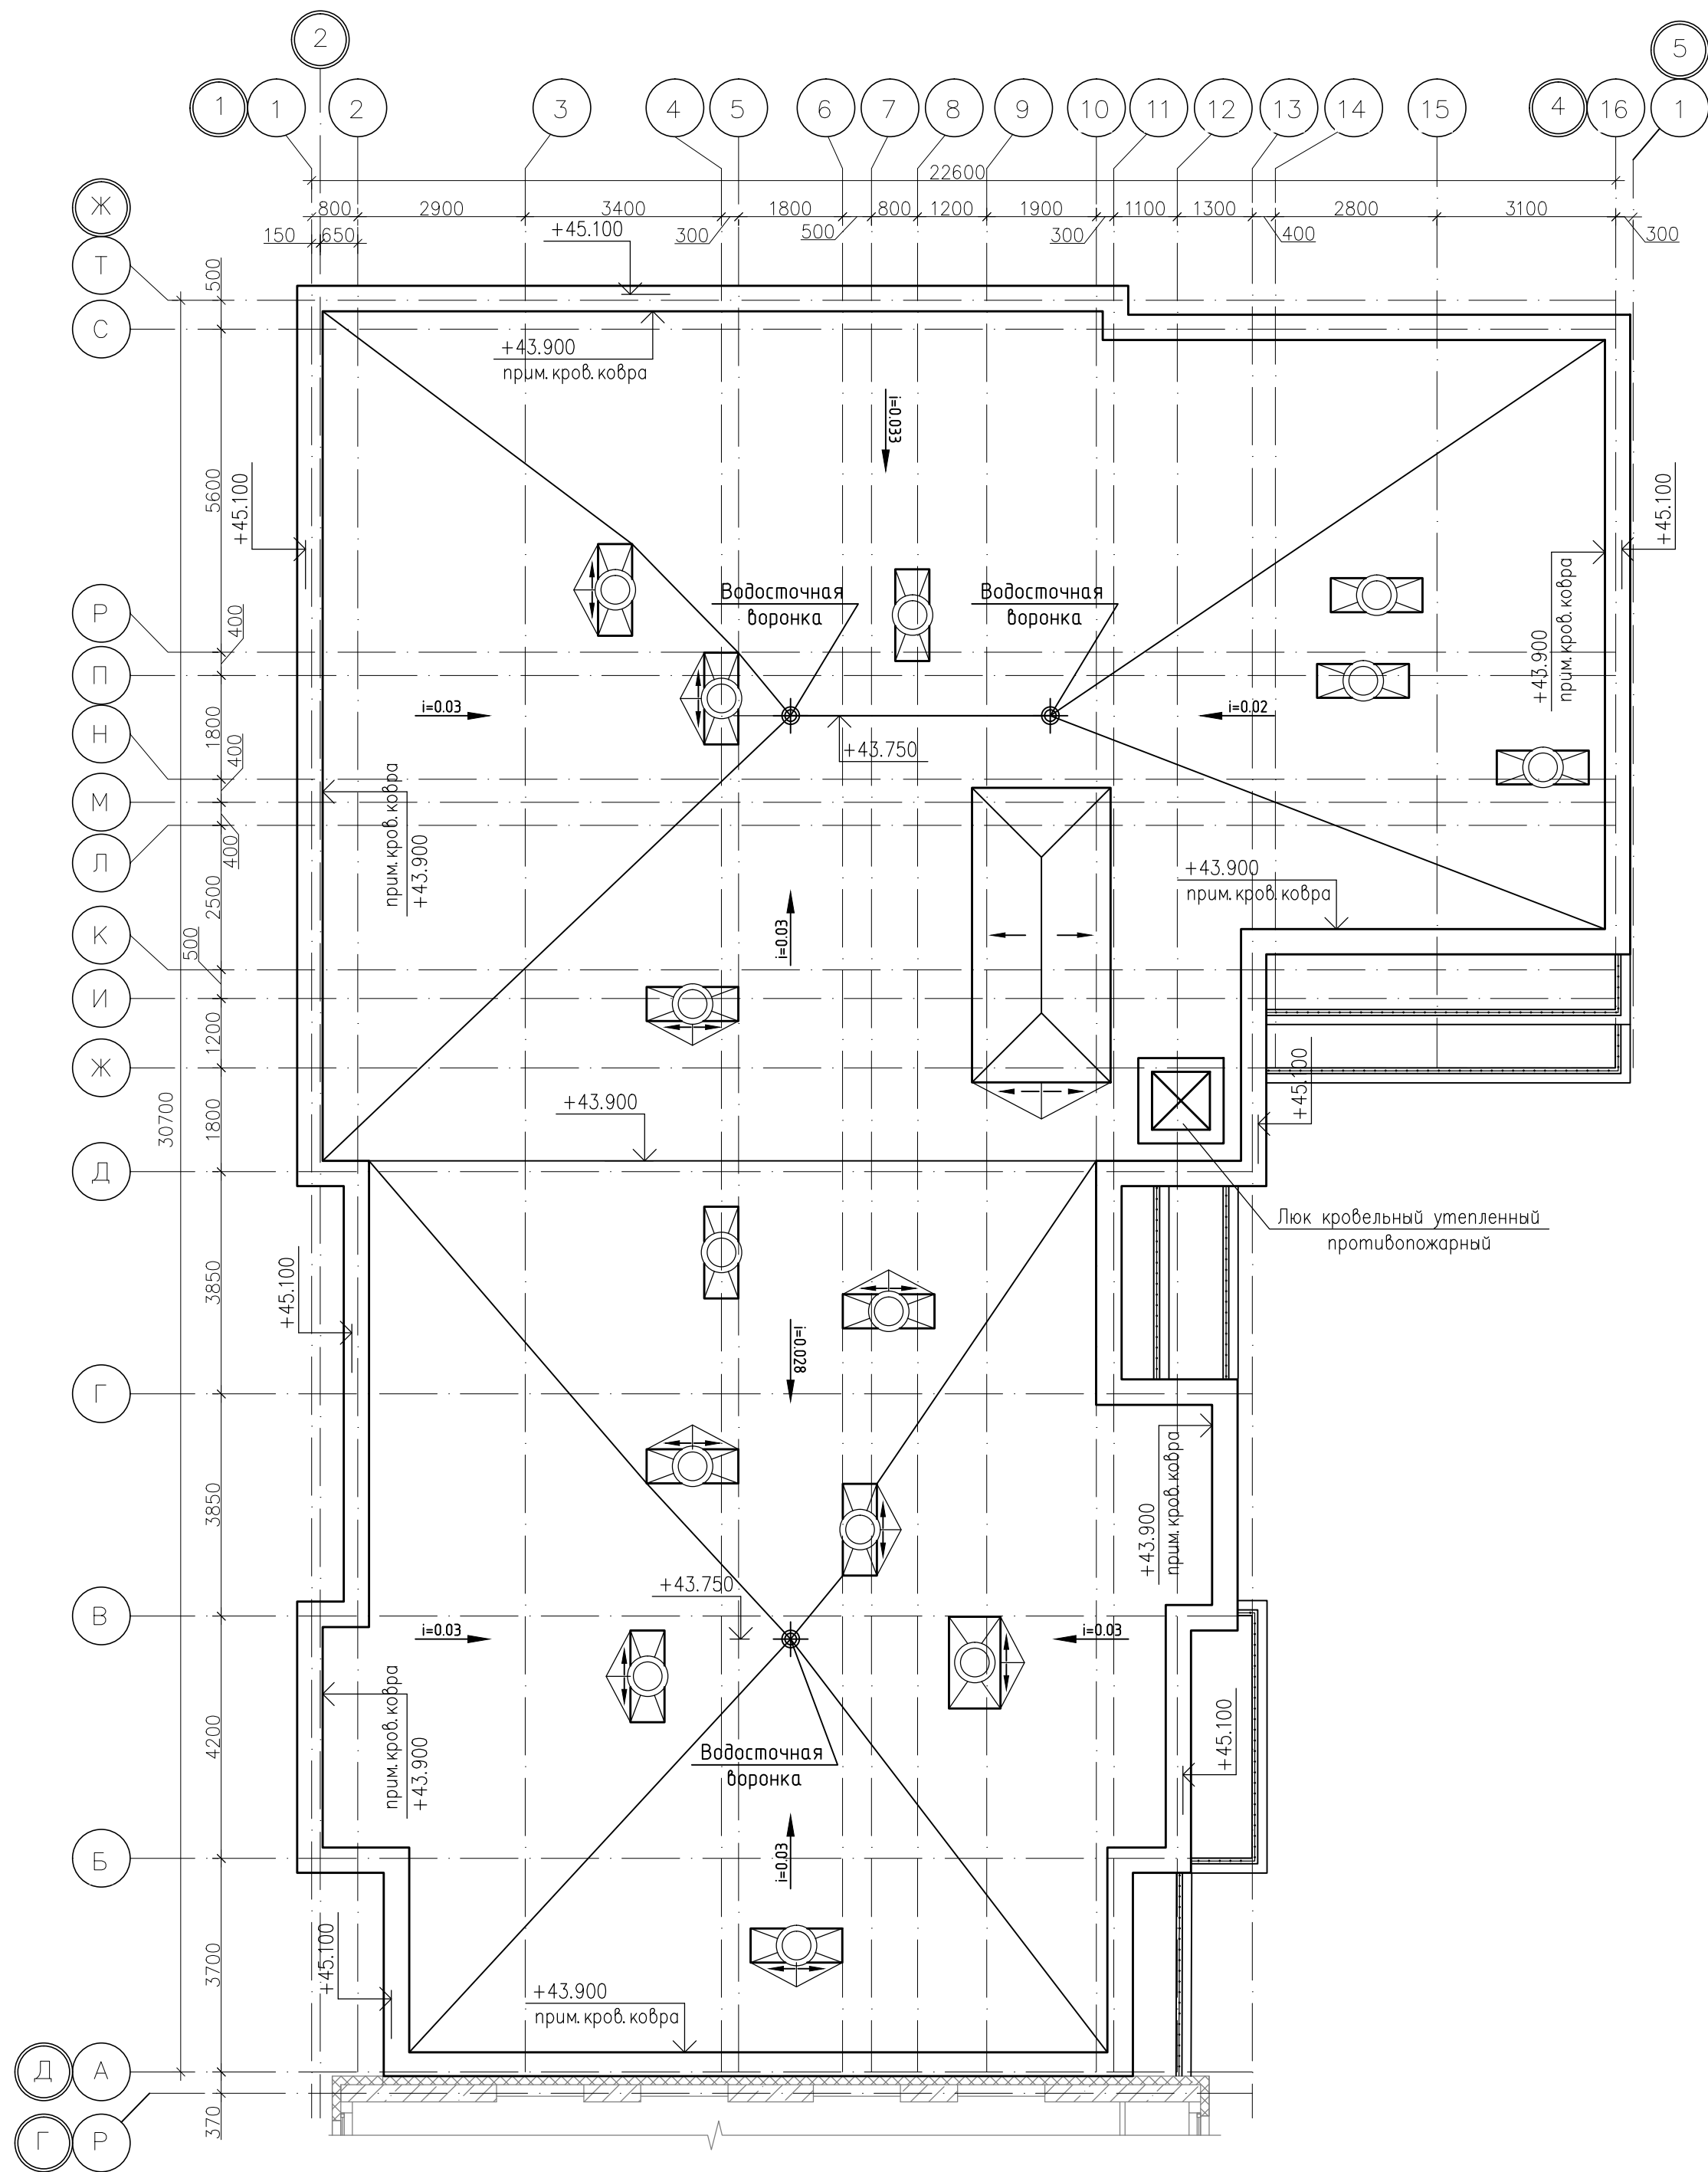 2
5
1
1
2
3
4
5
6
7
8
9
10
11
12
13
14
15
4
16
1
22600
800
2900
3400
1800
800
1200
1900
1100
1300
2800
3100
150
650
300
500
300
400
300
+45.100
Ж
Т
С
500
+43.900
прим.кров.ковра
i=0.033
5600
+45.100
+45.100
+43.900
прим.кров.ковра
Р
400
Водосточная
воронка
Водосточная
воронка
П
Н
1800
i=0.03
i=0.02
400
+43.750
М
прим.кров.ковра
+43.900
Л
400
+43.900
прим.кров.ковра
2500
К
500
i=0.03
И
1200
Ж
+45.100
30700
1800
+43.900
Д
Люк кровельный утепленный
противопожарный
3850
+45.100
i=0.028
Г
+43.900
прим.кров.ковра
3850
+43.750
В
i=0.03
i=0.03
4200
прим.кров.ковра
+43.900
+45.100
Водосточная
воронка
Б
i=0.03
3700
+45.100
+43.900
прим.кров.ковра
Д
А
370
Г
Р